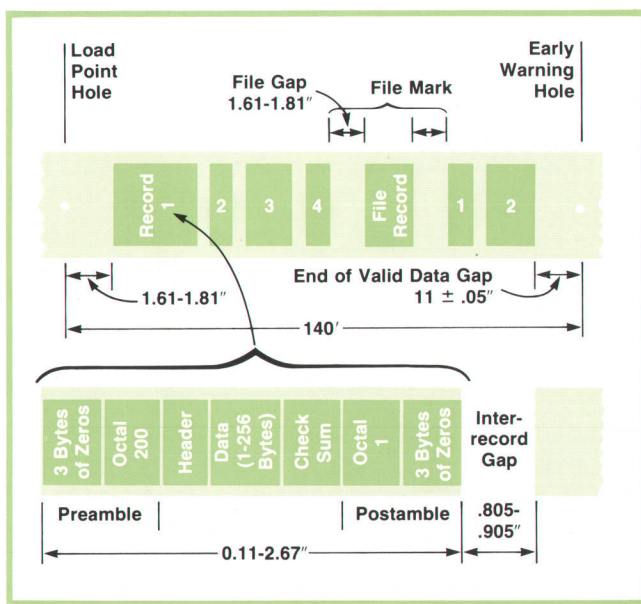 Load
Point
Hole
Early
Warning
Hole
File Gap
1.61-1.81"
File Mark
Record
1
2
3
4
File
Record
1
2
1.61-1.81"
End of Valid Data Gap
11 ± .05"
140'
3 Bytes
of Zeros
Octal
200
Header
Data
(1-256
Bytes)
Check
Sum
Octal
1
3 Bytes
of Zeros
Inter-
record
Gap
Preamble
Postamble
.805-
.905"
0.11-2.67"